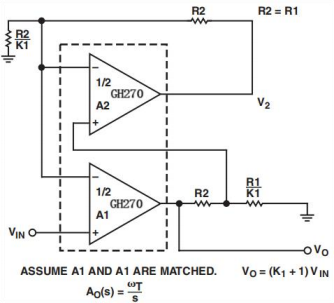 R2
R2 = R1
R2
K1
1/2
GH270
A2
V2
1/2
GH270
A1
R2
R1
K1
VIN
VO
ASSUME A1 AND A1 ARE MATCHED.
AO(s) = ωT
s
VO = (K1 + 1) VIN